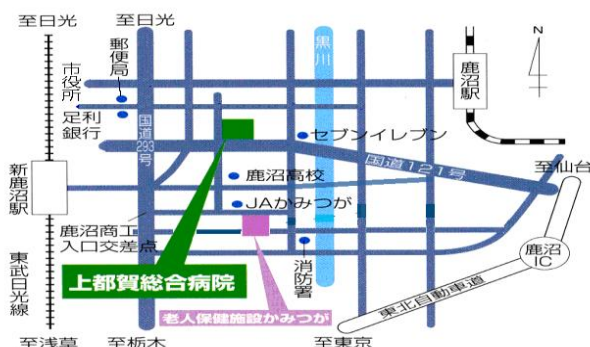 至日光
至日光
N
郵便局
市役所
黒川
鹿沼駅
足利
銀行
国道293号
セブンイレブン
国道121号
至仙台
新鹿沼駅
鹿沼高校
JAかみつが
鹿沼商工
入口交差点
鹿沼
IC
消防署
上都賀総合病院
東武日光線
老人保健施設かみつが
東北自動車道
至浅草
至栃木
至東京